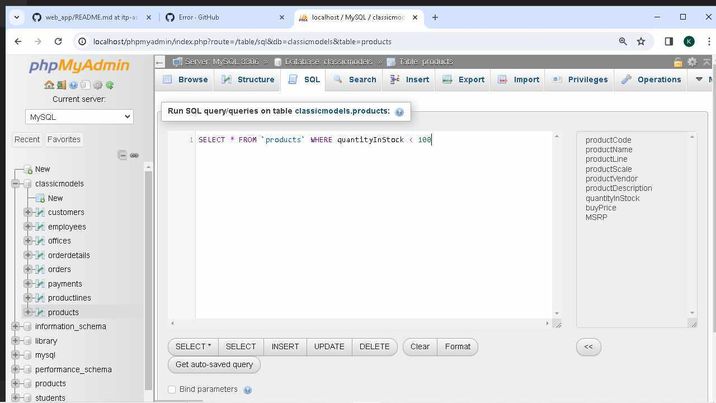 web_app/README.md at itp-a
Error · GitHub
localhost / MySQL / classicmod
localhost/phpmyadmin/index.php?route=/table/sql&db=classicmodels&table=products
K
phpMyAdmin
Current server:
MySQL
Recent
Favorites
New
classicmodels
New
customers
employees
offices
orderdetails
orders
payments
productlines
products
information_schema
library
mysql
performance_schema
products
students
Server: MySQL:3306 » Database: classicmodels » Table: products
Browse
Structure
SQL
Search
Insert
Export
Import
Privileges
Operations
Run SQL query/queries on table classicmodels.products:
1 SELECT * FROM `products` WHERE quantityInStock < 100
productCode
productName
productLine
productScale
productVendor
productDescription
quantityInStock
buyPrice
MSRP
SELECT *
SELECT
INSERT
UPDATE
DELETE
Clear
Format
<<
Get auto-saved query
Bind parameters